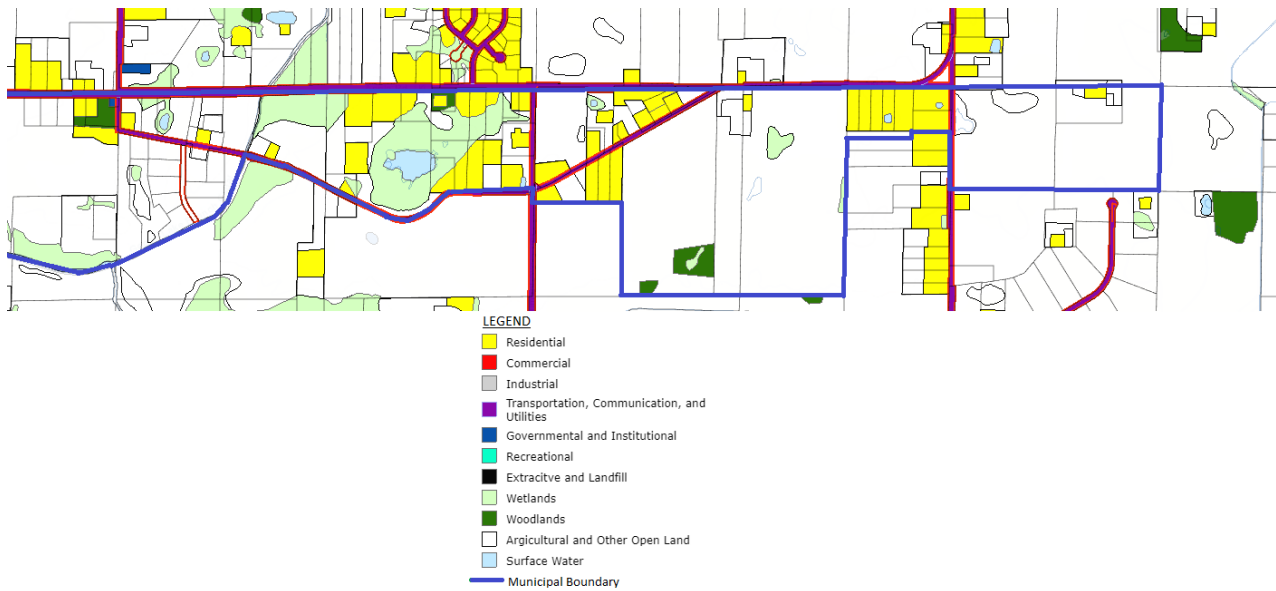 LEGEND
Residential
Commercial
Industrial
Transportation, Communication, and
Utilities
Governmental and Institutional
Recreational
Extracitve and Landfill
Wetlands
Woodlands
Argicultural and Other Open Land
Surface Water
Municipal Boundary